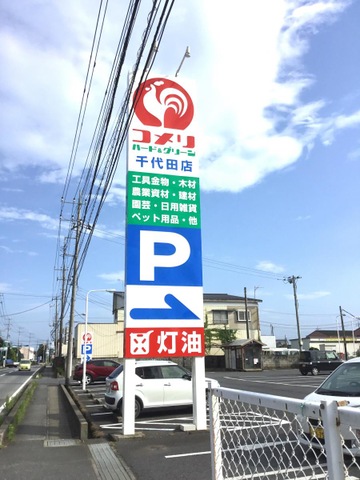 コメリ
ハード&グリーン
千代田店
工具金物・木材
農業資材・建材
園芸・日用雑貨
ペット用品・他
P
灯油
P